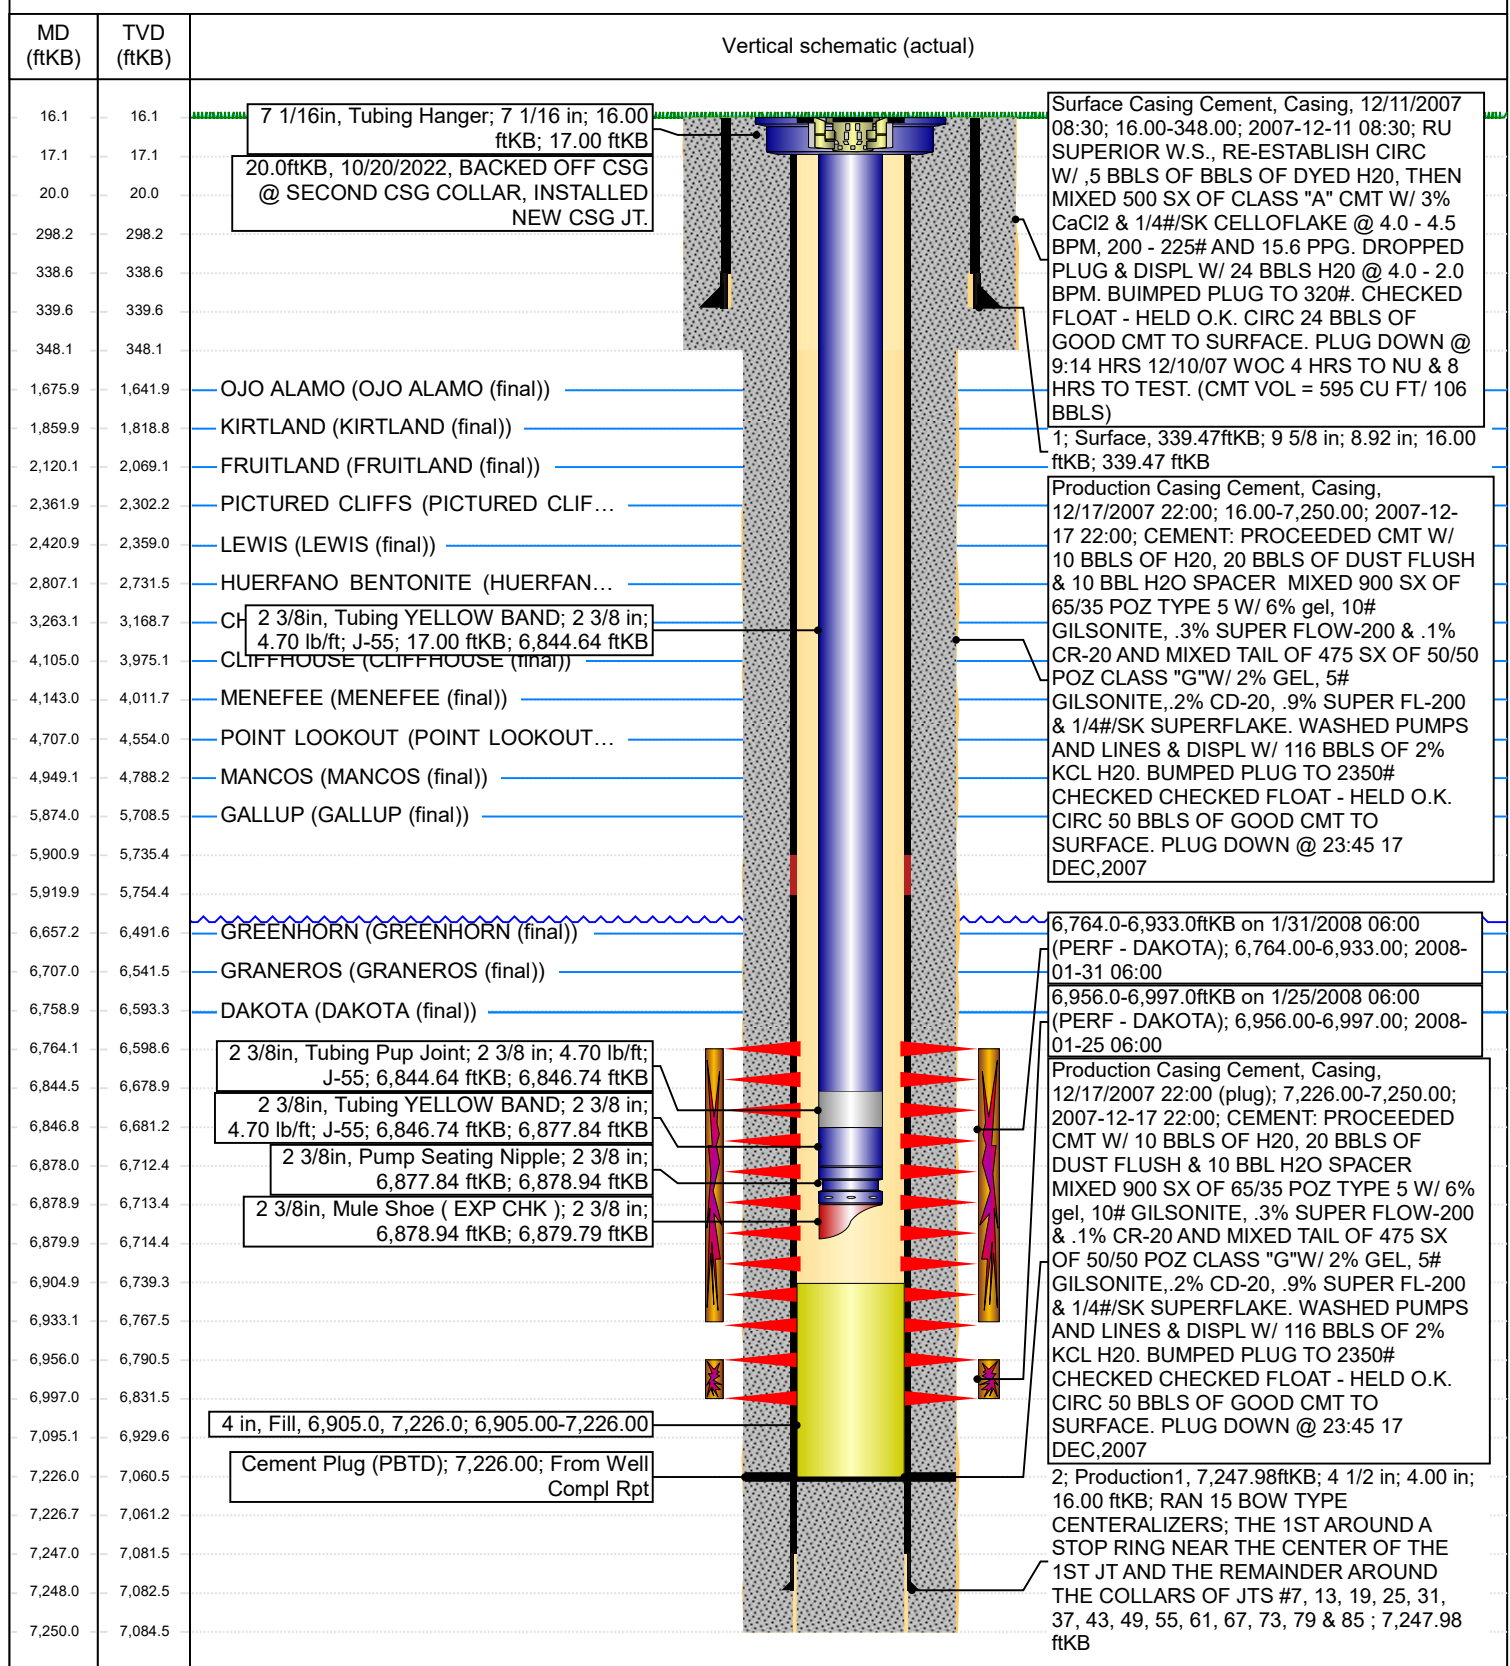 MD
(ftKB)
TVD
(ftKB)
Vertical schematic (actual)
16.1 16.1
17.1 17.1
20.0 20.0
298.2 298.2
338.6 338.6
339.6 339.6
348.1 348.1
1,675.9 1,641.9
1,859.9 1,818.8
2,120.1 2,069.1
2,361.9 2,302.2
2,420.9 2,359.0
2,807.1 2,731.5
3,263.1 3,168.7
4,105.0 3,975.1
4,143.0 4,011.7
4,707.0 4,554.0
4,949.1 4,788.2
5,874.0 5,708.5
5,900.9 5,735.4
5,919.9 5,754.4
6,657.2 6,491.6
6,707.0 6,541.5
6,758.9 6,593.3
6,764.1 6,598.6
6,844.5 6,678.9
6,846.8 6,681.2
6,878.0 6,712.4
6,878.9 6,713.4
6,879.9 6,714.4
6,904.9 6,739.3
6,933.1 6,767.5
6,956.0 6,790.5
6,997.0 6,831.5
7,095.1 6,929.6
7,226.0 7,060.5
7,226.7 7,061.2
7,247.0 7,081.5
7,248.0 7,082.5
7,250.0 7,084.5
7 1/16in, Tubing Hanger; 7 1/16 in; 16.00
ftKB; 17.00 ftKB
20.0ftKB, 10/20/2022, BACKED OFF CSG
@ SECOND CSG COLLAR, INSTALLED
NEW CSG JT.
OJO ALAMO (OJO ALAMO (final))
KIRTLAND (KIRTLAND (final))
FRUITLAND (FRUITLAND (final))
PICTURED CLIFFS (PICTURED CLIF…
LEWIS (LEWIS (final))
HUERFANO BENTONITE (HUERFAN…
CH
2 3/8in, Tubing YELLOW BAND; 2 3/8 in;
4.70 lb/ft; J-55; 17.00 ftKB; 6,844.64 ftKB
CLIFFHOUSE (CLIFFHOUSE (final))
MENEFEE (MENEFEE (final))
POINT LOOKOUT (POINT LOOKOUT…
MANCOS (MANCOS (final))
GALLUP (GALLUP (final))
GREENHORN (GREENHORN (final))
GRANEROS (GRANEROS (final))
DAKOTA (DAKOTA (final))
2 3/8in, Tubing Pup Joint; 2 3/8 in; 4.70 lb/ft;
J-55; 6,844.64 ftKB; 6,846.74 ftKB
2 3/8in, Tubing YELLOW BAND; 2 3/8 in;
4.70 lb/ft; J-55; 6,846.74 ftKB; 6,877.84 ftKB
2 3/8in, Pump Seating Nipple; 2 3/8 in;
6,877.84 ftKB; 6,878.94 ftKB
2 3/8in, Mule Shoe ( EXP CHK ); 2 3/8 in;
6,878.94 ftKB; 6,879.79 ftKB
4 in, Fill, 6,905.0, 7,226.0; 6,905.00-7,226.00
Cement Plug (PBTD); 7,226.00; From Well
Compl Rpt
Surface Casing Cement, Casing, 12/11/2007
08:30; 16.00-348.00; 2007-12-11 08:30; RU
SUPERIOR W.S., RE-ESTABLISH CIRC
W/ ,5 BBLS OF BBLS OF DYED H20, THEN
MIXED 500 SX OF CLASS "A" CMT W/ 3%
CaCl2 & 1/4#/SK CELLOFLAKE @ 4.0 - 4.5
BPM, 200 - 225# AND 15.6 PPG. DROPPED
PLUG & DISPL W/ 24 BBLS H20 @ 4.0 - 2.0
BPM. BUIMPED PLUG TO 320#. CHECKED
FLOAT - HELD O.K. CIRC 24 BBLS OF
GOOD CMT TO SURFACE. PLUG DOWN @
9:14 HRS 12/10/07 WOC 4 HRS TO NU & 8
HRS TO TEST. (CMT VOL = 595 CU FT/ 106
BBLS)
1; Surface, 339.47ftKB; 9 5/8 in; 8.92 in; 16.00
ftKB; 339.47 ftKB
Production Casing Cement, Casing,
12/17/2007 22:00; 16.00-7,250.00; 2007-12-
17 22:00; CEMENT: PROCEEDED CMT W/
10 BBLS OF H20, 20 BBLS OF DUST FLUSH
& 10 BBL H2O SPACER  MIXED 900 SX OF
65/35 POZ TYPE 5 W/ 6% gel, 10#
GILSONITE, .3% SUPER FLOW-200 & .1%
CR-20 AND MIXED TAIL OF 475 SX OF 50/50
POZ CLASS "G"W/ 2% GEL, 5#
GILSONITE,.2% CD-20, .9% SUPER FL-200
& 1/4#/SK SUPERFLAKE. WASHED PUMPS
AND LINES & DISPL W/ 116 BBLS OF 2%
KCL H20. BUMPED PLUG TO 2350#
CHECKED CHECKED FLOAT - HELD O.K.
CIRC 50 BBLS OF GOOD CMT TO
SURFACE. PLUG DOWN @ 23:45 17
DEC,2007
6,764.0-6,933.0ftKB on 1/31/2008 06:00
(PERF - DAKOTA); 6,764.00-6,933.00; 2008-
01-31 06:00
6,956.0-6,997.0ftKB on 1/25/2008 06:00
(PERF - DAKOTA); 6,956.00-6,997.00; 2008-
01-25 06:00
Production Casing Cement, Casing,
12/17/2007 22:00 (plug); 7,226.00-7,250.00;
2007-12-17 22:00; CEMENT: PROCEEDED
CMT W/ 10 BBLS OF H20, 20 BBLS OF
DUST FLUSH & 10 BBL H2O SPACER
MIXED 900 SX OF 65/35 POZ TYPE 5 W/ 6%
gel, 10# GILSONITE, .3% SUPER FLOW-200
& .1% CR-20 AND MIXED TAIL OF 475 SX
OF 50/50 POZ CLASS "G"W/ 2% GEL, 5#
GILSONITE,.2% CD-20, .9% SUPER FL-200
& 1/4#/SK SUPERFLAKE. WASHED PUMPS
AND LINES & DISPL W/ 116 BBLS OF 2%
KCL H20. BUMPED PLUG TO 2350#
CHECKED CHECKED FLOAT - HELD O.K.
CIRC 50 BBLS OF GOOD CMT TO
SURFACE. PLUG DOWN @ 23:45 17
DEC,2007
2; Production1, 7,247.98ftKB; 4 1/2 in; 4.00 in;
16.00 ftKB; RAN 15 BOW TYPE
CENTERALIZERS; THE 1ST AROUND A
STOP RING NEAR THE CENTER OF THE
1ST JT AND THE REMAINDER AROUND
THE COLLARS OF JTS #7, 13, 19, 25, 31,
37, 43, 49, 55, 61, 67, 73, 79 & 85 ; 7,247.98
ftKB